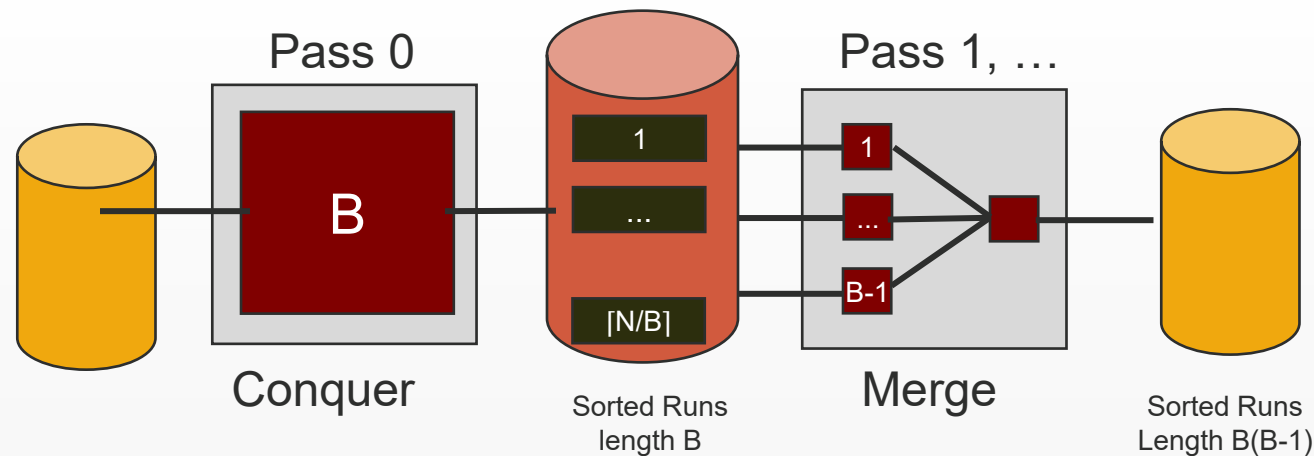 Pass 0
B
Conquer
1
...
⌈N/B⌉
Sorted Runs
length B
Pass 1, …
1
...
B-1
Merge
Sorted Runs
Length B(B-1)